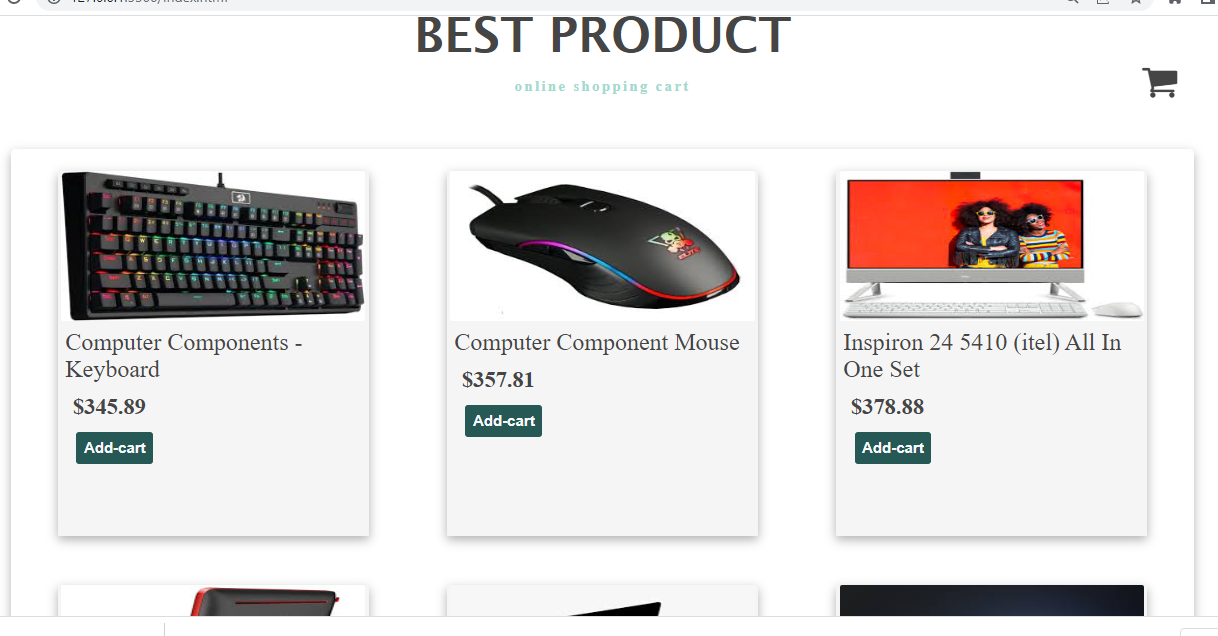 BEST PRODUCT
online shopping cart
Computer Components -
Keyboard
$345.89
Add-cart
Computer Component Mouse
$357.81
Add-cart
Inspiron 24 5410 (itel) All In
One Set
$378.88
Add-cart